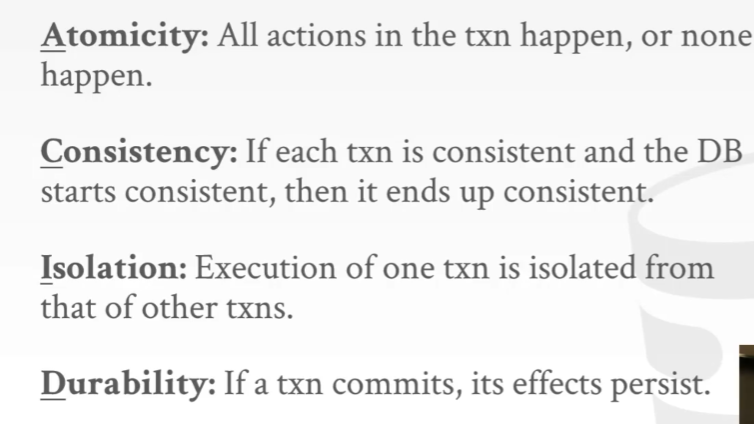 Atomicity: All actions in the txn happen, or none
happen.
Consistency: If each txn is consistent and the DB
starts consistent, then it ends up consistent.
Isolation: Execution of one txn is isolated from
that of other txns.
Durability: If a txn commits, its effects persist.